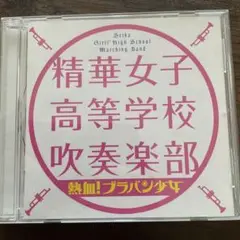 Seika
Girls' High School
Marching Band
精華女子
高等学校
吹奏楽部
熱血!ブラバン少女